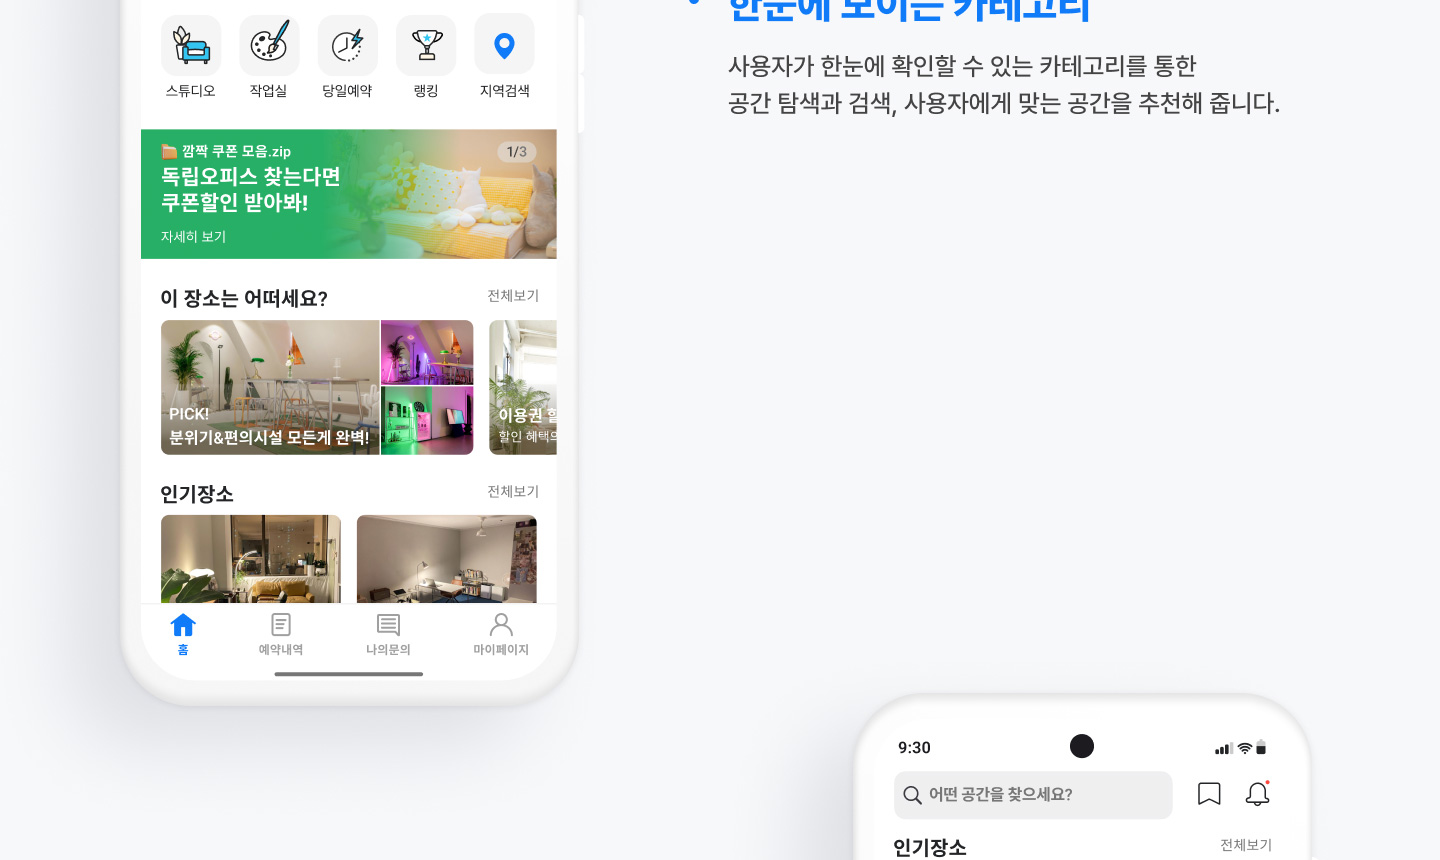 한눈에 보이는 카테고리
사용자가 한눈에 확인할 수 있는 카테고리를 통한
공간 탐색과 검색, 사용자에게 맞는 공간을 추천해 줍니다.
스튜디오
작업실
당일예약
랭킹
지역검색
깜짝 쿠폰 모음.zip
1/3
독립오피스 찾는다면
쿠폰할인 받아봐!
자세히 보기
이 장소는 어떠세요?
전체보기
PICK!
분위기&편의시설 모든게 완벽!
이용권 할
할인 혜택의
인기장소
전체보기
홈
예약내역
나의문의
마이페이지
9:30
어떤 공간을 찾으세요?
인기장소
전체보기